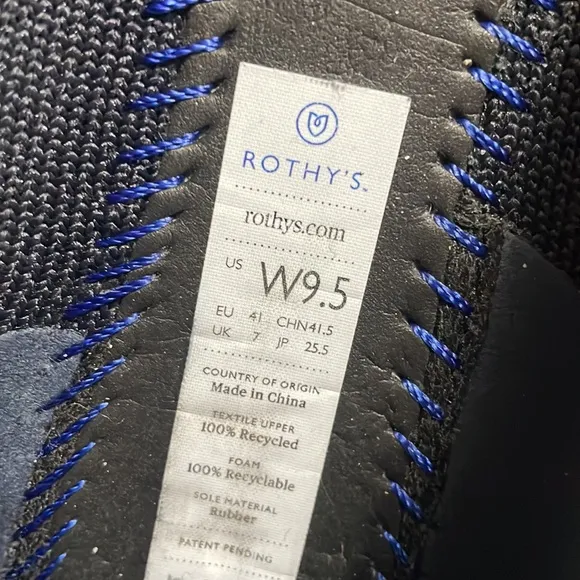 ROTHY'S™
rothys.com
US W9.5
EU 41 CHN41.5
UK 7 JP 25.5
COUNTRY OF ORIGIN
Made in China
TEXTILE UPPER
100% Recycled
FOAM
100% Recyclable
SOLE MATERIAL
Rubber
PATENT PENDING